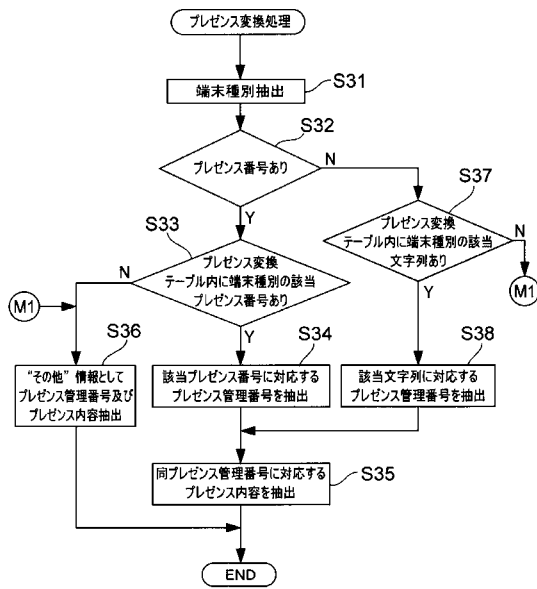 プレゼンス変換処理
端末種別抽出
S31
S32
プレゼンス番号あり
N
Y
S37
プレゼンス変換
テーブル内に端末種別の該当
文字列あり
N
M1
Y
S33
プレゼンス変換
テーブル内に端末種別の該当
プレゼンス番号あり
N
Y
M1
S36
“その他”情報として
プレゼンス管理番号及び
プレゼンス内容抽出
S34
該当プレゼンス番号に対応する
プレゼンス管理番号を抽出
S38
該当文字列に対応する
プレゼンス管理番号を抽出
同プレゼンス管理番号に対応する
プレゼンス内容を抽出
S35
END